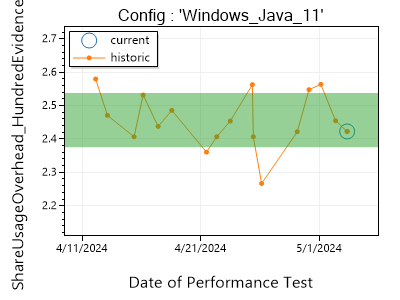 Config : 'Windows_Java_11'
current
historic
2.7
2.6
2.5
2.4
2.3
2.2
4/11/2024
4/21/2024
5/1/2024
Date of Performance Test
ShareUsageOverhead_HundredEvidence